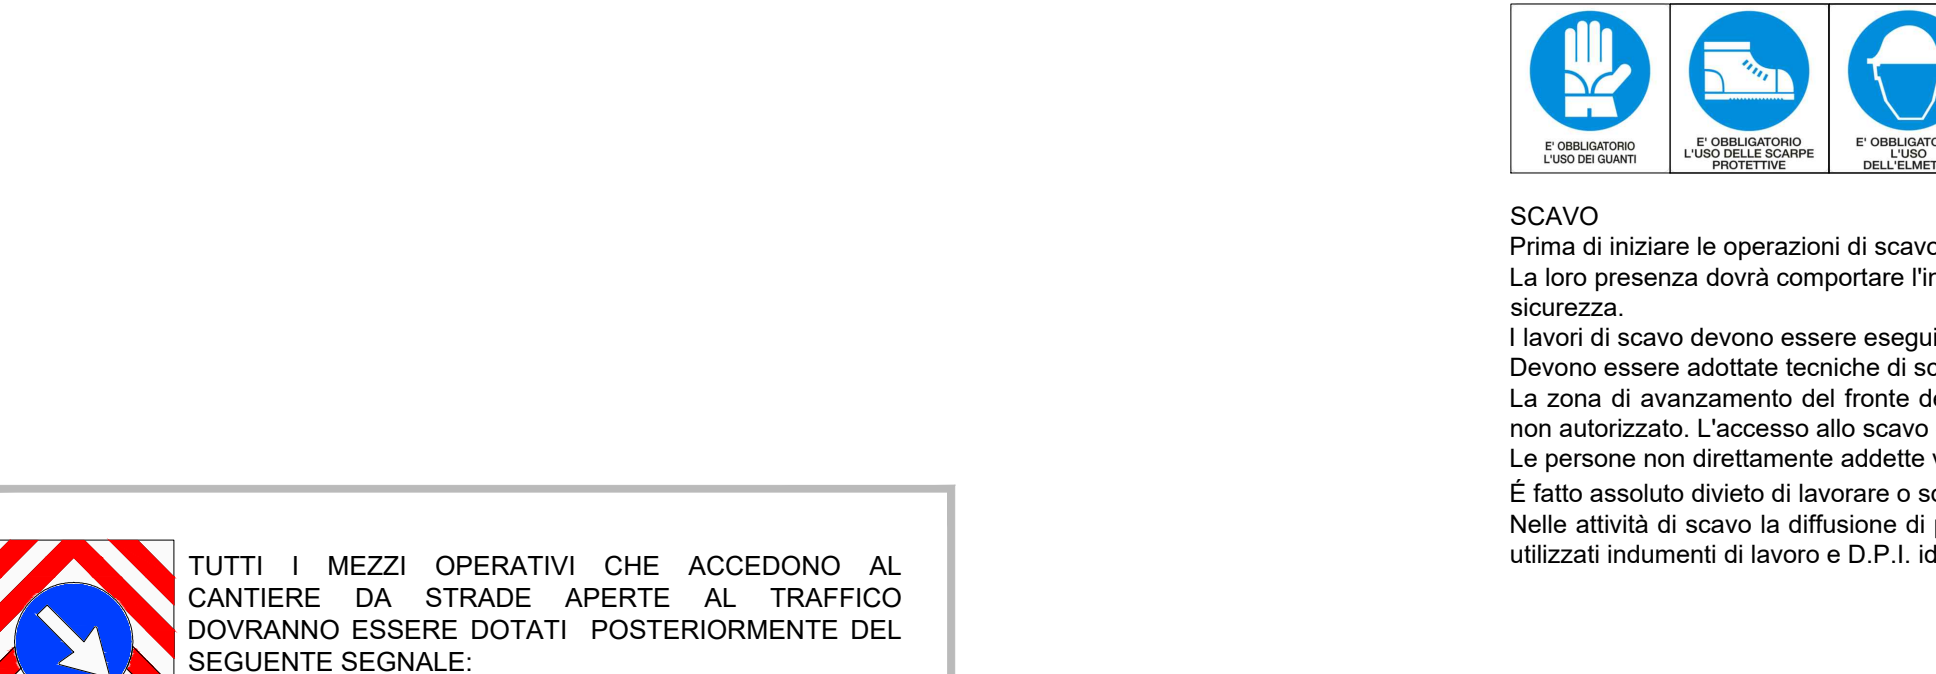 E' OBBLIGATORIO
L'USO DEI GUANTI
E' OBBLIGATORIO
L'USO DELLE SCARPE
PROTETTIVE
E' OBBLIGATO
L'USO
DELL'ELMET
SCAVO
Prima di iniziare le operazioni di scavo
La loro presenza dovrà comportare l'in
sicurezza.
I lavori di scavo devono essere esegui
Devono essere adottate tecniche di sc
La zona di avanzamento del fronte de
non autorizzato. L'accesso allo scavo
Le persone non direttamente addette v
É fatto assoluto divieto di lavorare o so
Nelle attività di scavo la diffusione di p
utilizzati indumenti di lavoro e D.P.I. id
TUTTI I MEZZI OPERATIVI CHE ACCEDONO AL
CANTIERE DA STRADE APERTE AL TRAFFICO
DOVRANNO ESSERE DOTATI POSTERIORMENTE DEL
SEGUENTE SEGNALE: